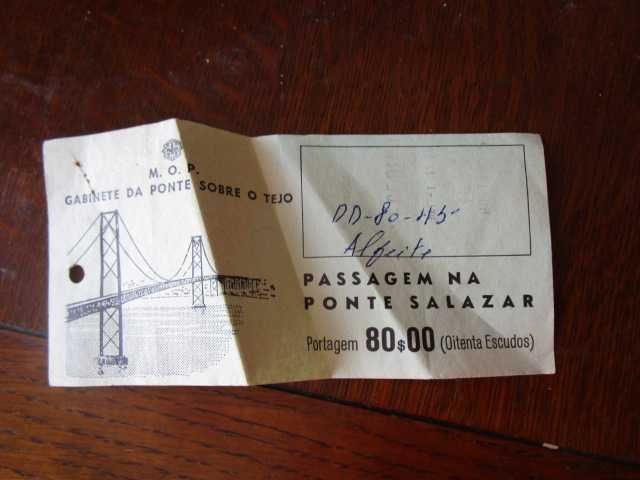 M. O. P.
GABINETE DA PONTE SOBRE O TEJO
DD-80-45
Alfeite
PASSAGEM NA
PONTE SALAZAR
Portagem 80$00 (Oitenta Escudos)